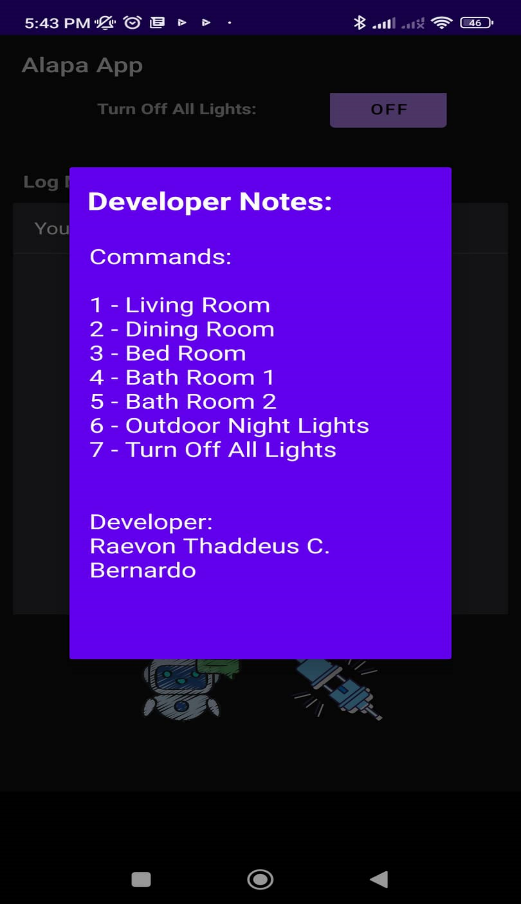 5:43 PM
46
Alapa App
Turn Off All Lights:
OFF
Log
You
Developer Notes:
Commands:
1 - Living Room
2 - Dining Room
3 - Bed Room
4 - Bath Room 1
5 - Bath Room 2
6 - Outdoor Night Lights
7 - Turn Off All Lights
Developer:
Raevon Thaddeus C.
Bernardo